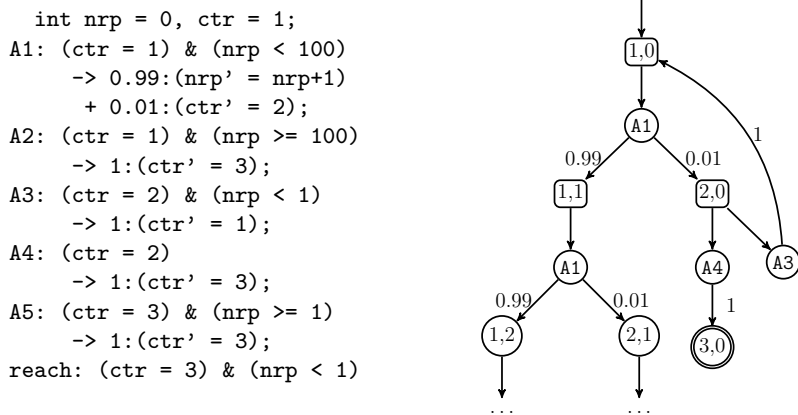 int nrp = 0, ctr = 1;
A1: (ctr = 1) & (nrp < 100)
-> 0.99:(nrp' = nrp+1)
+ 0.01:(ctr' = 2);
A2: (ctr = 1) & (nrp >= 100)
-> 1:(ctr' = 3);
A3: (ctr = 2) & (nrp < 1)
-> 1:(ctr' = 1);
A4: (ctr = 2)
-> 1:(ctr' = 3);
A5: (ctr = 3) & (nrp >= 1)
-> 1:(ctr' = 3);
reach: (ctr = 3) & (nrp < 1)
1,0
A1
1
0.99
0.01
1,1
2,0
A1
A4
A3
0.99
0.01
1
1,2
2,1
3,0
...
...